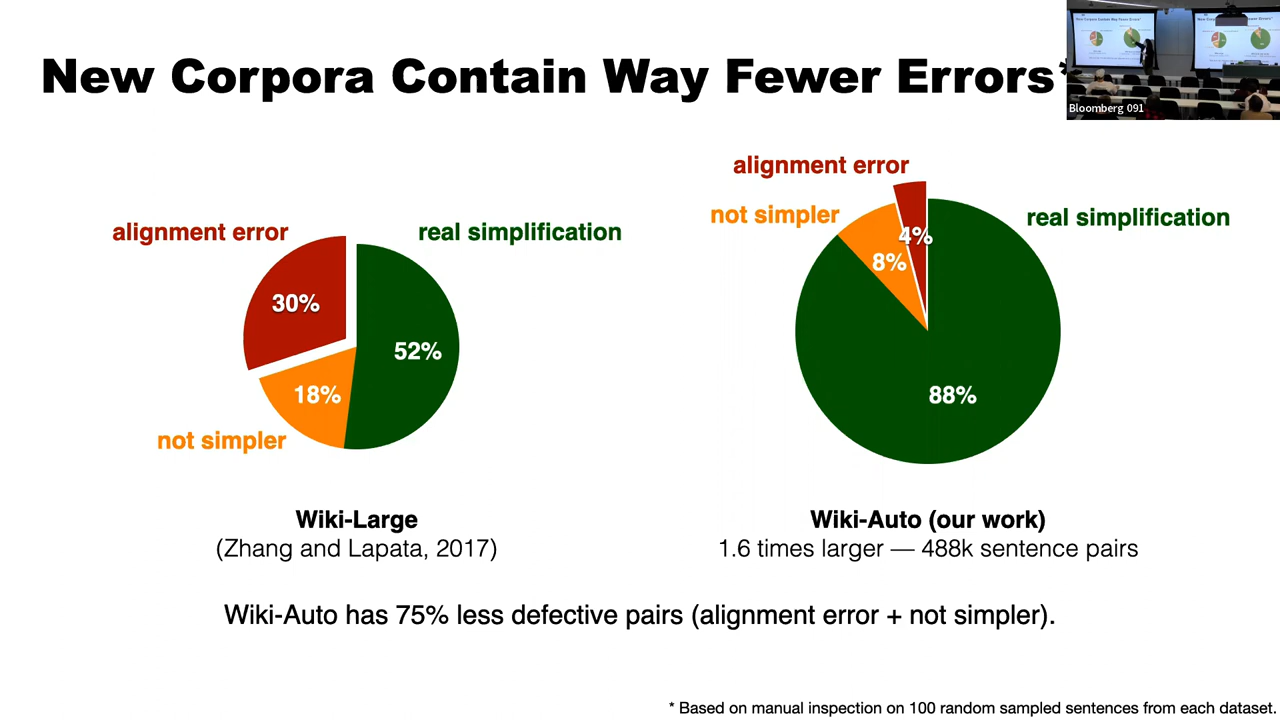 New Corpora Contain Way Fewer Errors*
Bloomberg 091
alignment error
real simplification
30%
52%
18%
not simpler
Wiki-Large
(Zhang and Lapata, 2017)
alignment error
not simpler
real simplification
4%
8%
88%
Wiki-Auto (our work)
1.6 times larger — 488k sentence pairs
Wiki-Auto has 75% less defective pairs (alignment error + not simpler).
* Based on manual inspection on 100 random sampled sentences from each dataset.